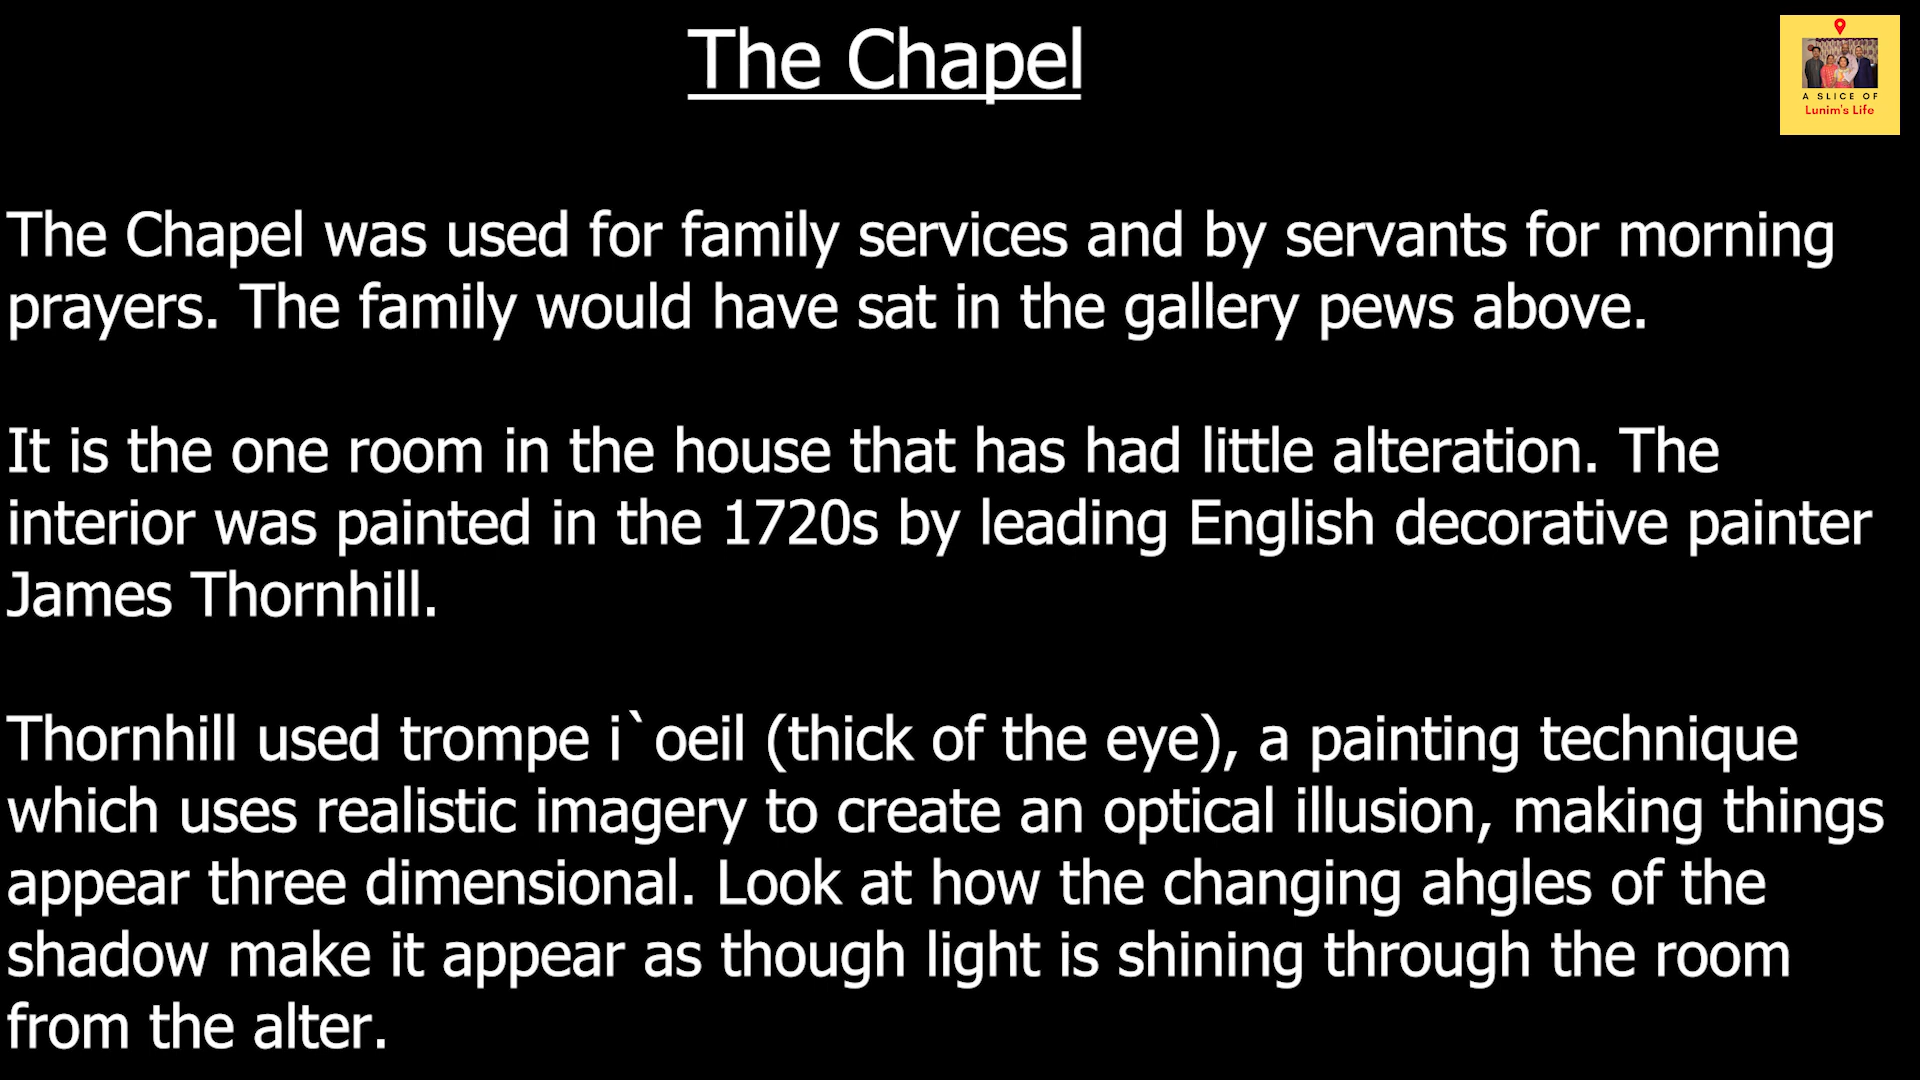 The Chapel
A SLICE OF
Lunim's Life
The Chapel was used for family services and by servants for morning
prayers. The family would have sat in the gallery pews above.
It is the one room in the house that has had little alteration. The
interior was painted in the 1720s by leading English decorative painter
James Thornhill.
Thornhill used trompe i`oeil (thick of the eye), a painting technique
which uses realistic imagery to create an optical illusion, making things
appear three dimensional. Look at how the changing ahgles of the
shadow make it appear as though light is shining through the room
from the alter.